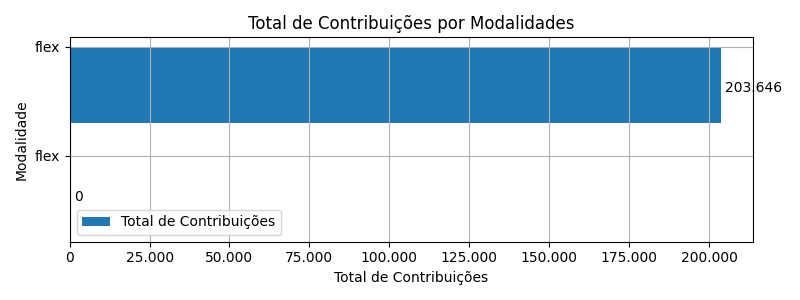 Total de Contribuições por Modalidades
flex
203.646
Modalidade
flex
0
Total de Contribuições
0 25.000 50.000 75.000 100.000 125.000 150.000 175.000 200.000
Total de Contribuições